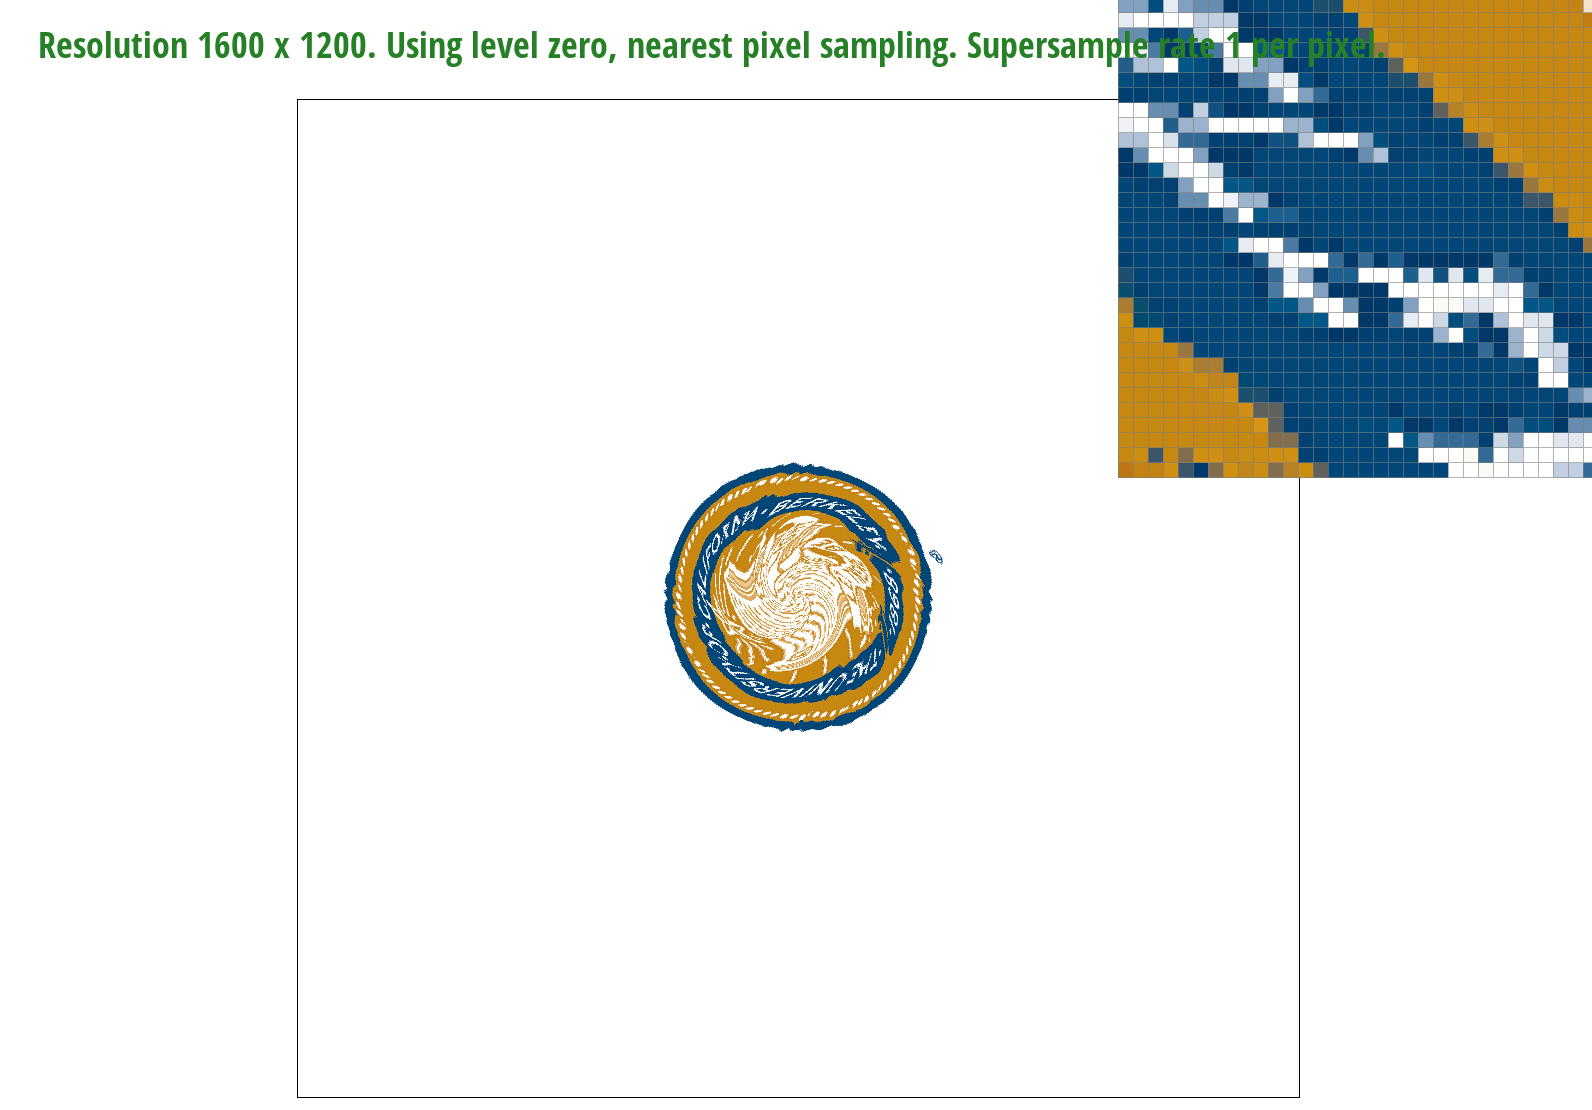 Resolution 1600 x 1200. Using level zero, nearest pixel sampling. Supersample rate 1 per pixel.
CALIFORNIA · BERKELEY
· 1868 ·
THE UNIVERSITY OF